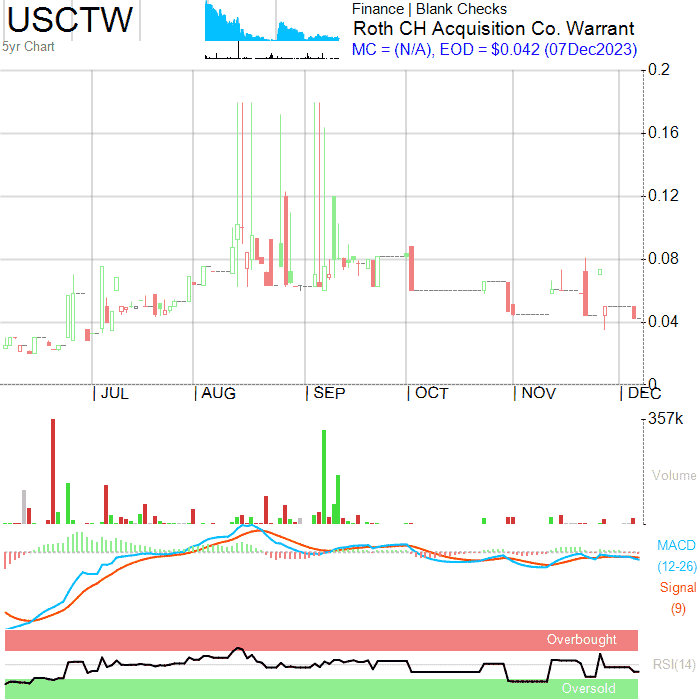 USCTW
5yr Chart
Finance | Blank Checks
Roth CH Acquisition Co. Warrant
MC = (N/A), EOD = $0.042 (07Dec2023)
0.2
0.16
0.12
0.08
0.04
0
JUL AUG SEP OCT NOV DEC
357k
Volume
MACD
(12-26)
Signal
(9)
Overbought
RSI(14)
Oversold